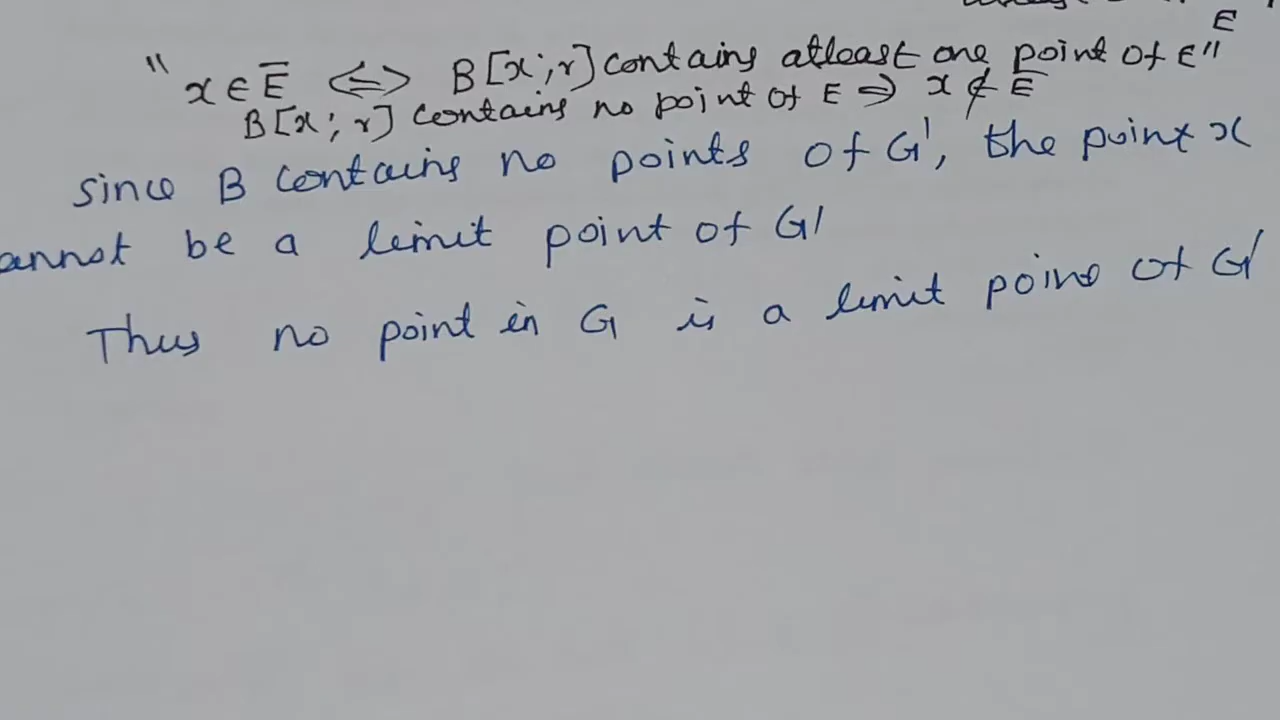 E
" x ∈ E̅ ⇔ B[x;r] contains atleast one point of E"
B[x;r] contains no point of E ⇒ x ∉ E̅
since B contains no points of G', the point x
annot be a limit point of G'
Thus no point in G is a limit point of G'